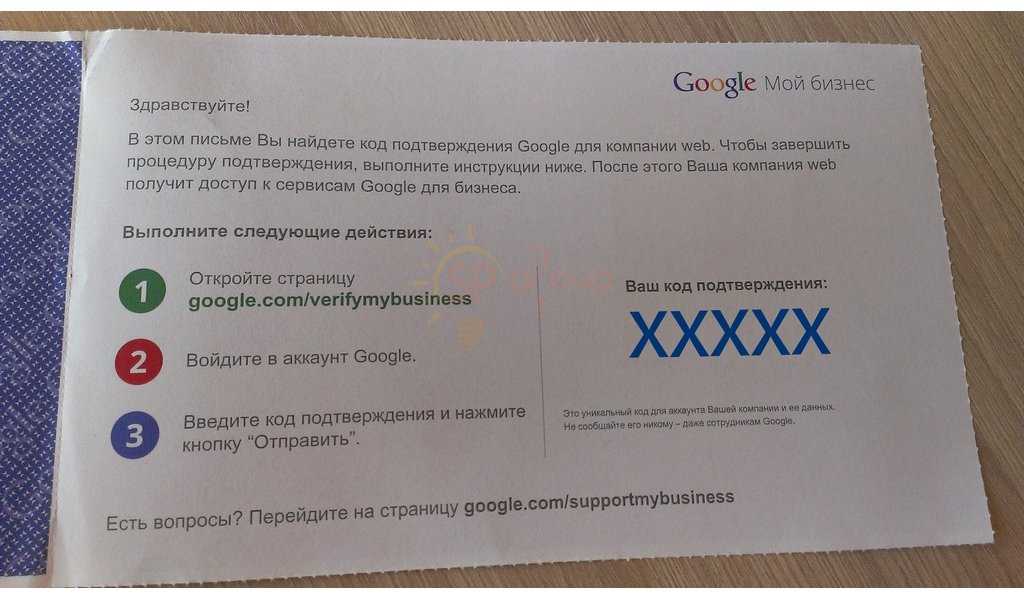 Google Мой бизнес
Здравствуйте!
В этом письме Вы найдете код подтверждения Google для компании web. Чтобы завершить
процедуру подтверждения, выполните инструкции ниже. После этого Ваша компания web
получит доступ к сервисам Google для бизнеса.
Выполните следующие действия:
1 Откройте страницу
google.com/verifymybusiness
2 Войдите в аккаунт Google.
3 Введите код подтверждения и нажмите
кнопку “Отправить”.
Ваш код подтверждения:
XXXXX
Это уникальный код для аккаунта Вашей компании и ее данных.
Не сообщайте его никому – даже сотрудникам Google.
Есть вопросы? Перейдите на страницу google.com/supportmybusiness